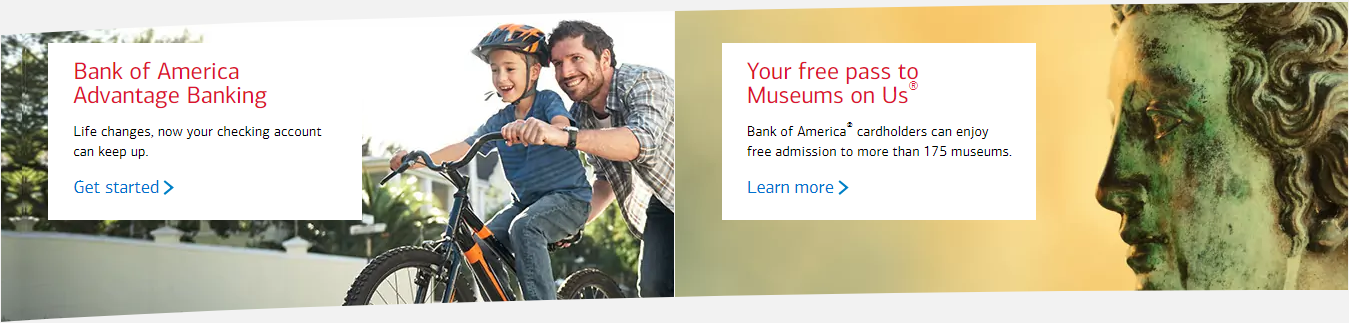 Bank of America
Advantage Banking
Life changes, now your checking account
can keep up.
Get started
Your free pass to
Museums on Us®
Bank of America® cardholders can enjoy
free admission to more than 175 museums.
Learn more